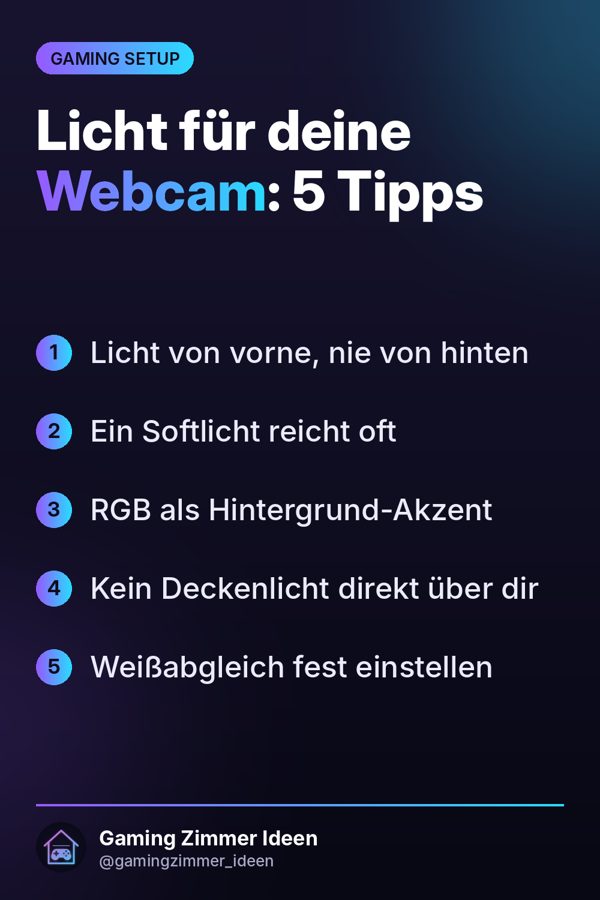 GAMING SETUP
Licht für deine
Webcam: 5 Tipps
1 Licht von vorne, nie von hinten
2 Ein Softlicht reicht oft
3 RGB als Hintergrund-Akzent
4 Kein Deckenlicht direkt über dir
5 Weißabgleich fest einstellen
Gaming Zimmer Ideen
@gamingzimmer_ideen